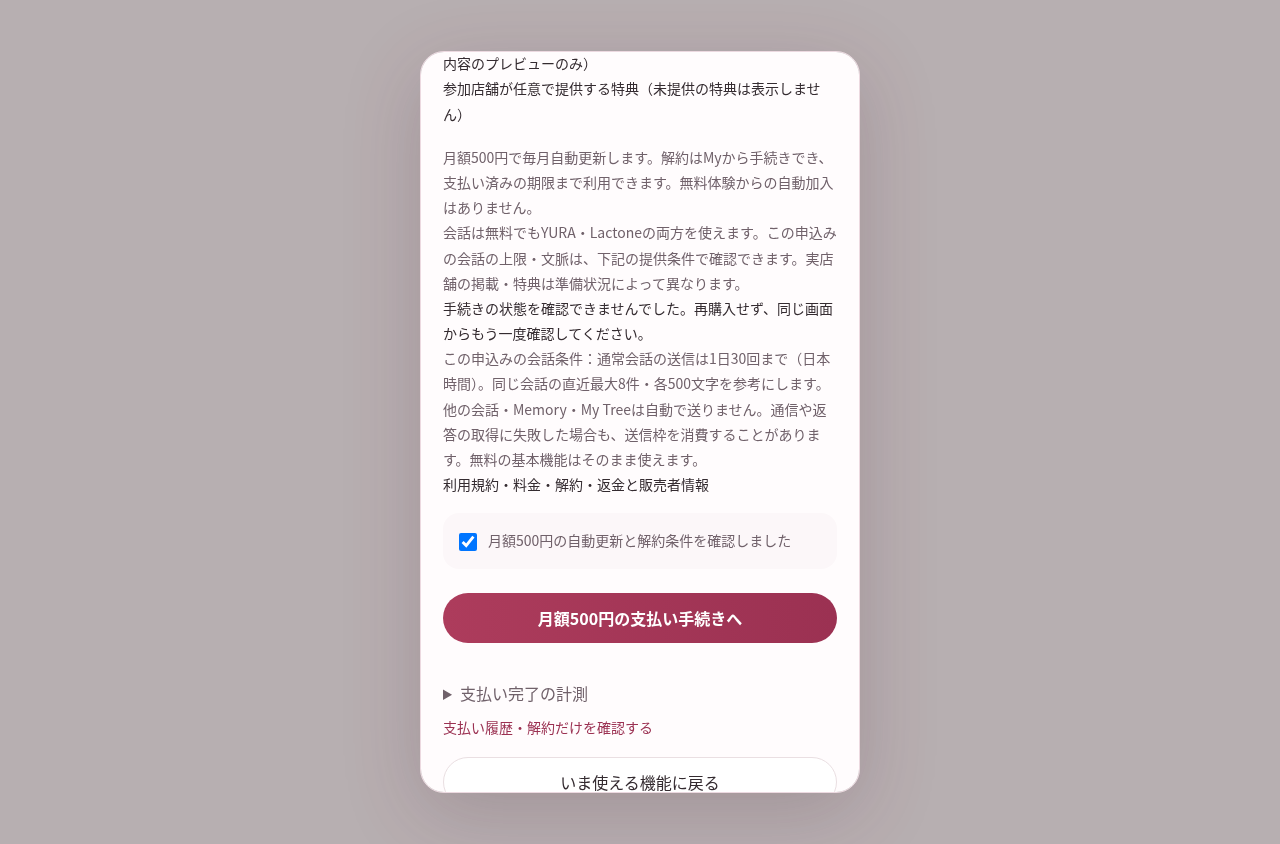 内容のプレビューのみ）
参加店舗が任意で提供する特典（未提供の特典は表示しませ
ん）
月額500円で毎月自動更新します。解約はMyから手続きでき、
支払い済みの期限まで利用できます。無料体験からの自動加入
はありません。
会話は無料でもYURA・Lactoneの両方を使えます。この申込み
の会話の上限・文脈は、下記の提供条件で確認できます。実店
舗の掲載・特典は準備状況によって異なります。
手続きの状態を確認できませんでした。再購入せず、同じ画面
からもう一度確認してください。
この申込みの会話条件：通常会話の送信は1日30回まで（日本
時間）。同じ会話の直近最大8件・各500文字を参考にします。
他の会話・Memory・My Treeは自動で送りません。通信や返
答の取得に失敗した場合も、送信枠を消費することがありま
す。無料の基本機能はそのまま使えます。
利用規約・料金・解約・返金と販売者情報
月額500円の自動更新と解約条件を確認しました
月額500円の支払い手続きへ
支払い完了の計測
支払い履歴・解約だけを確認する
いま使える機能に戻る